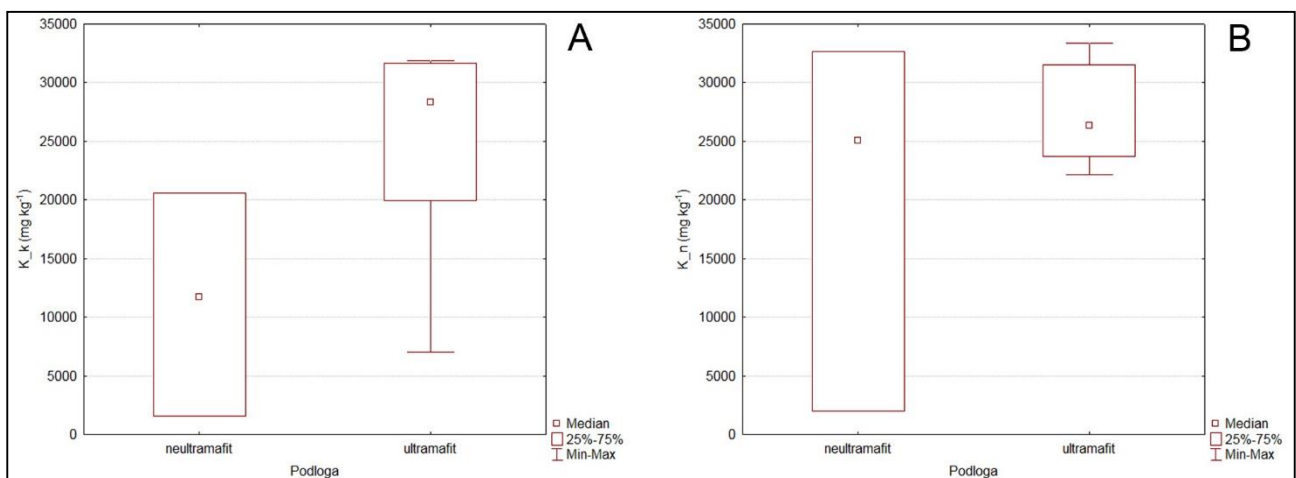 A
35000
30000
25000
20000
15000
10000
5000
0
K_k (mg kg⁻¹)
neultramafit
ultramafit
Podloga
Median
25%-75%
Min-Max
B
35000
30000
25000
20000
15000
10000
5000
0
K_n (mg kg⁻¹)
neultramafit
ultramafit
Podloga
Median
25%-75%
Min-Max